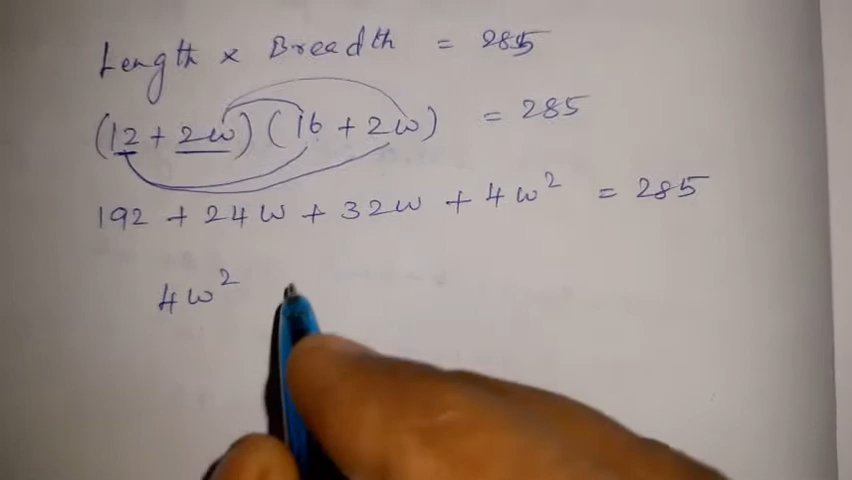 Length × Breadth = 285
(12 + 2w) (16 + 2w) = 285
192 + 24w + 32w + 4w² = 285
4w²